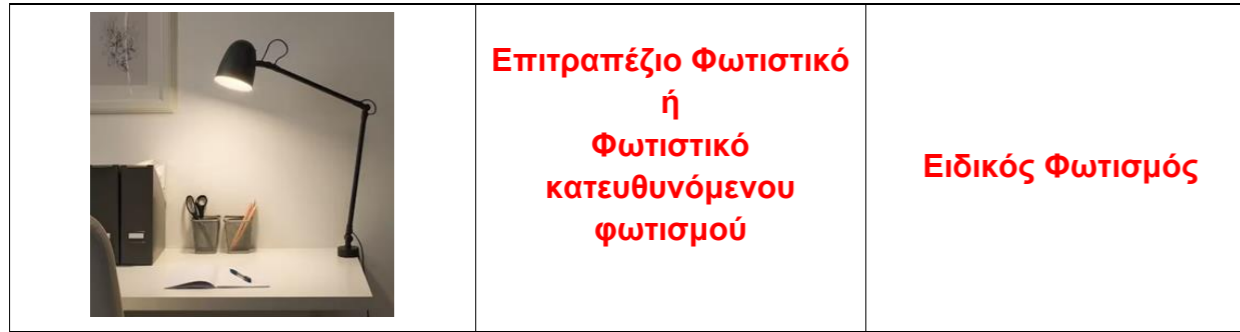 Επιτραπέζιο Φωτιστικό
ή
Φωτιστικό
κατευθυνόμενου
φωτισμού
Ειδικός Φωτισμός